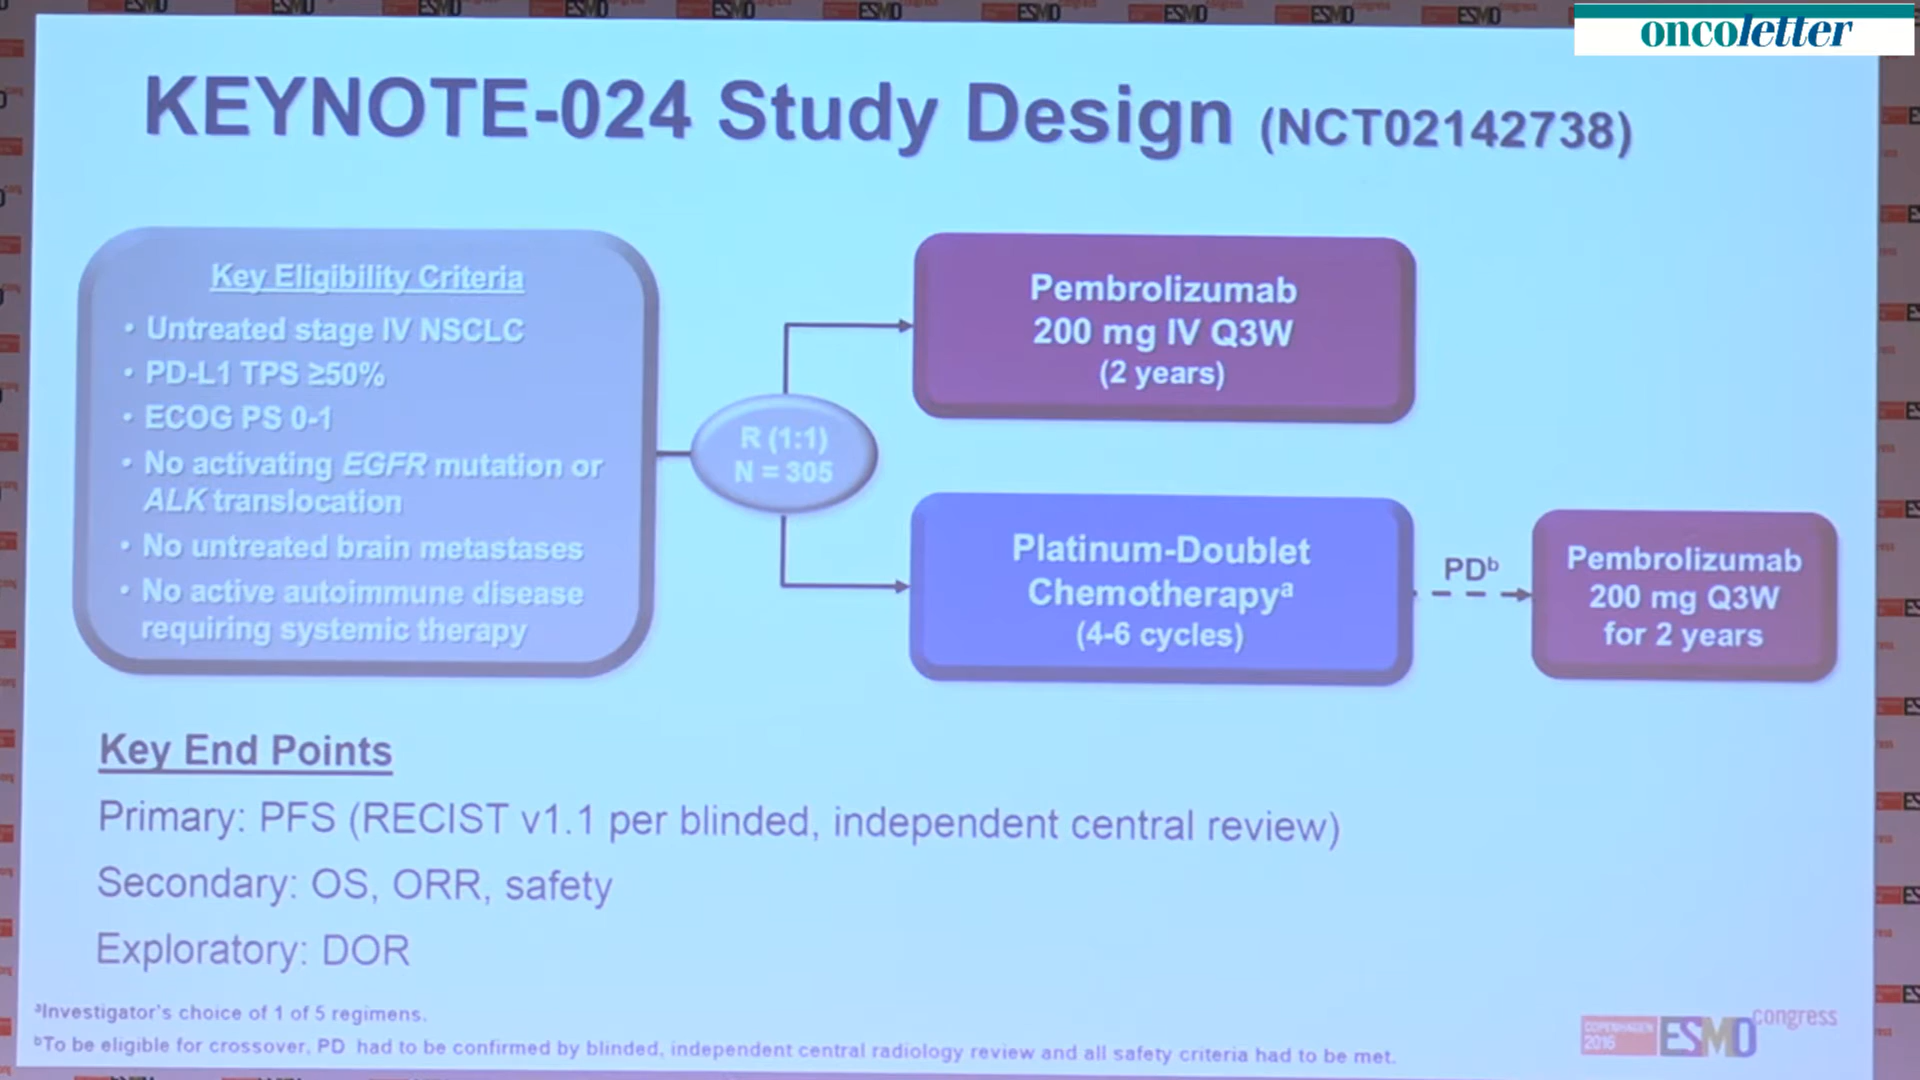 oncoletter
KEYNOTE-024 Study Design (NCT02142738)
Key Eligibility Criteria
• Untreated stage IV NSCLC
• PD-L1 TPS ≥50%
• ECOG PS 0-1
• No activating EGFR mutation or
ALK translocation
• No untreated brain metastases
• No active autoimmune disease
requiring systemic therapy
R (1:1)
N = 305
Pembrolizumab
200 mg IV Q3W
(2 years)
Platinum-Doublet
Chemotherapyᵃ
(4-6 cycles)
PDᵇ
Pembrolizumab
200 mg Q3W
for 2 years
Key End Points
Primary: PFS (RECIST v1.1 per blinded, independent central review)
Secondary: OS, ORR, safety
Exploratory: DOR
ᵃInvestigator's choice of 1 of 5 regimens.
ᵇTo be eligible for crossover, PD had to be confirmed by blinded, independent central radiology review and all safety criteria had to be met.
COPENHAGEN
2016
ESMO congress